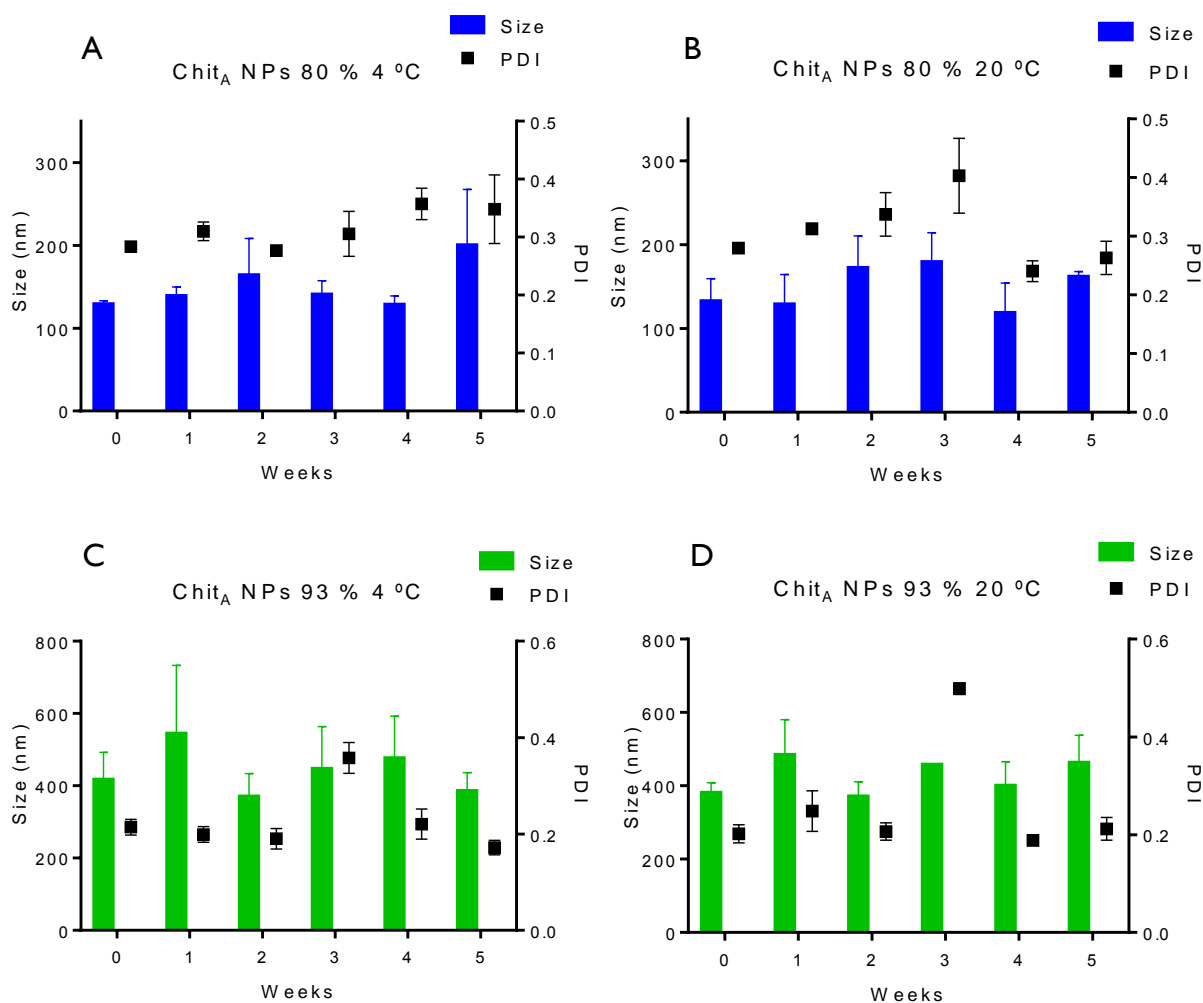 A
Chit_A NPs 80 % 4 ºC
Size
PDI
Size (nm)
300
200
100
0
0.5
0.4
0.3
0.2
0.1
0.0
PDI
0 1 2 3 4 5
Weeks
B
Chit_A NPs 80 % 20 ºC
Size
PDI
Size (nm)
300
200
100
0
0.5
0.4
0.3
0.2
0.1
0.0
PDI
0 1 2 3 4 5
Weeks
C
Chit_A NPs 93 % 4 ºC
Size
PDI
Size (nm)
800
600
400
200
0
0.6
0.4
0.2
0.0
PDI
0 1 2 3 4 5
Weeks
D
Chit_A NPs 93 % 20 ºC
Size
PDI
Size (nm)
800
600
400
200
0
0.6
0.4
0.2
0.0
PDI
0 1 2 3 4 5
Weeks